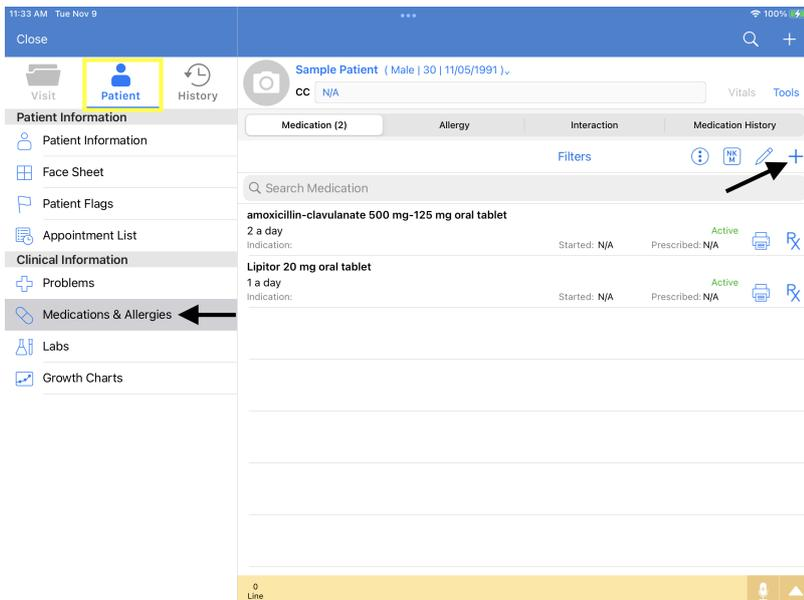 11:33 AM Tue Nov 9
100%
Close
Visit
Patient
History
Patient Information
Patient Information
Face Sheet
Patient Flags
Appointment List
Clinical Information
Problems
Medications & Allergies
Labs
Growth Charts
Sample Patient ( Male | 30 | 11/05/1991 )
CC N/A
Vitals Tools
Medication (2) Allergy Interaction Medication History
Filters
NK
M
Search Medication
amoxicillin-clavulanate 500 mg-125 mg oral tablet
2 a day Active
Indication: Started: N/A Prescribed: N/A
Rx
Lipitor 20 mg oral tablet
1 a day Active
Indication: Started: N/A Prescribed: N/A
Rx
0
Line